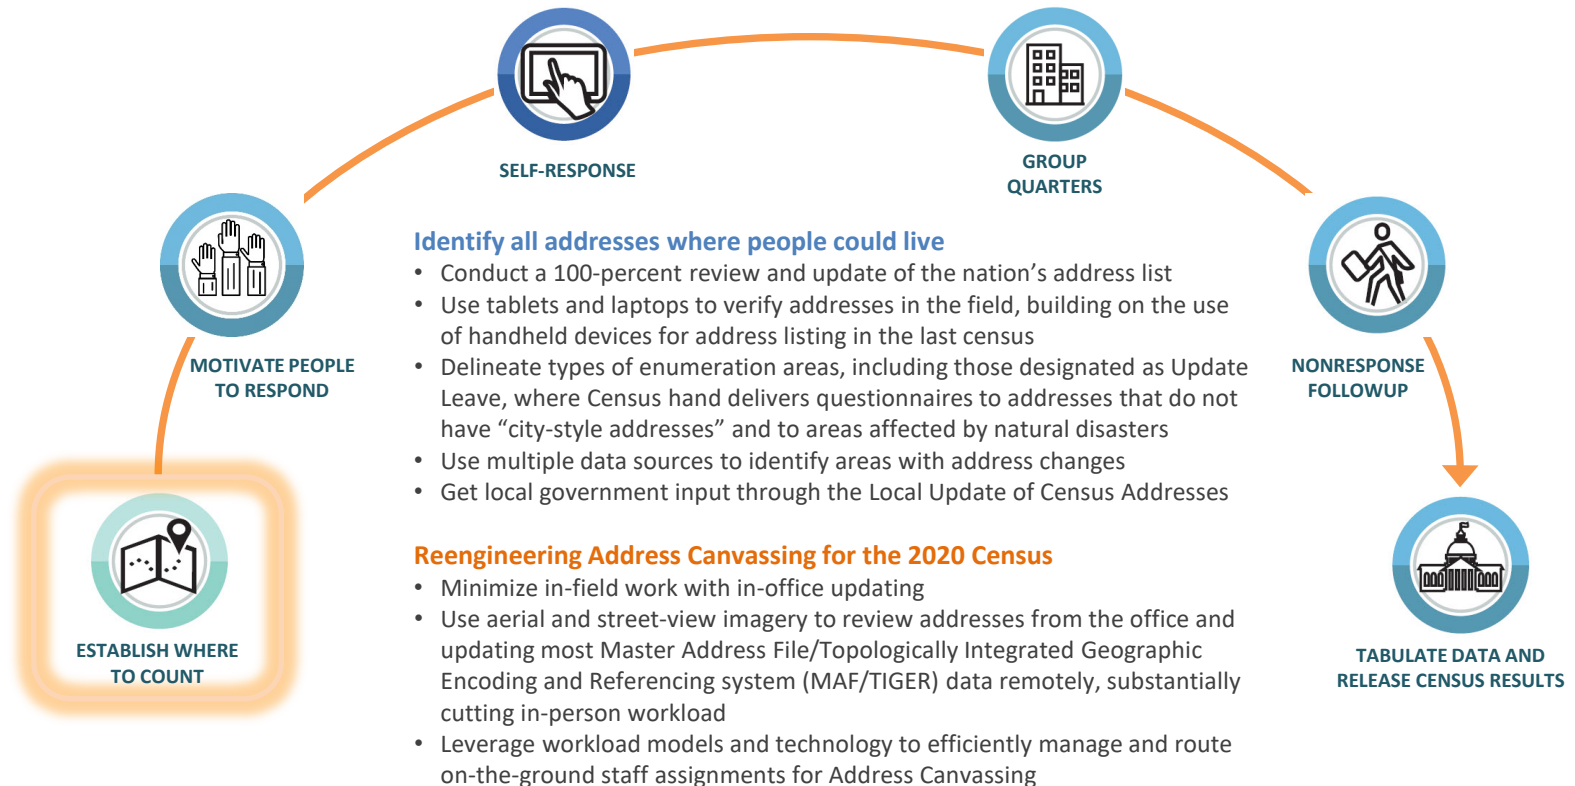 SELF-RESPONSE
GROUP
QUARTERS
MOTIVATE PEOPLE
TO RESPOND
NONRESPONSE
FOLLOWUP
ESTABLISH WHERE
TO COUNT
TABULATE DATA AND
RELEASE CENSUS RESULTS
Identify all addresses where people could live
• Conduct a 100-percent review and update of the nation’s address list
• Use tablets and laptops to verify addresses in the field, building on the use
of handheld devices for address listing in the last census
• Delineate types of enumeration areas, including those designated as Update
Leave, where Census hand delivers questionnaires to addresses that do not
have “city-style addresses” and to areas affected by natural disasters
• Use multiple data sources to identify areas with address changes
• Get local government input through the Local Update of Census Addresses
Reengineering Address Canvassing for the 2020 Census
• Minimize in-field work with in-office updating
• Use aerial and street-view imagery to review addresses from the office and
updating most Master Address File/Topologically Integrated Geographic
Encoding and Referencing system (MAF/TIGER) data remotely, substantially
cutting in-person workload
• Leverage workload models and technology to efficiently manage and route
on-the-ground staff assignments for Address Canvassing